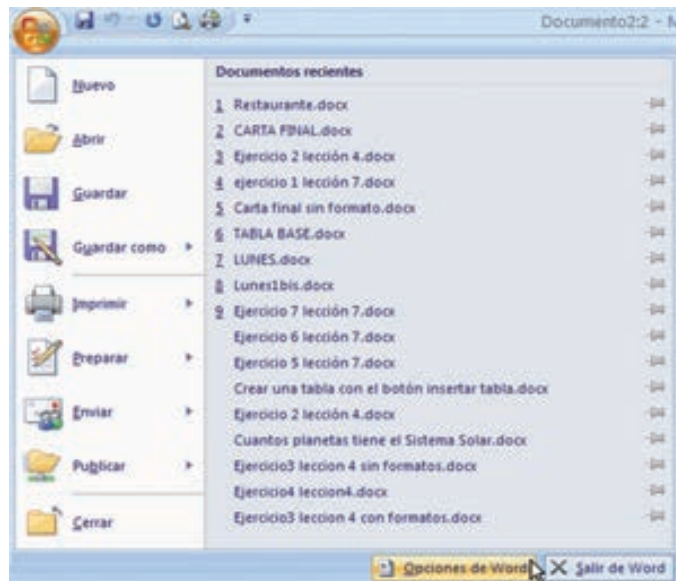 Documento2:2 -
Nuevo
Abrir
Guardar
Guardar como
Imprimir
Preparar
Enviar
Publicar
Cerrar
Documentos recientes
1 Restaurante.docx
2 CARTA FINAL.docx
3 Ejercicio 2 lección 4.docx
4 ejercicio 1 lección 7.docx
5 Carta final sin formato.docx
6 TABLA BASE.docx
7 LUNES.docx
8 Lunes1bis.docx
9 Ejercicio 7 lección 7.docx
Ejercicio 6 lección 7.docx
Ejercicio 5 lección 7.docx
Crear una tabla con el botón insertar tabla.docx
Ejercicio 2 lección 4.docx
Cuantos planetas tiene el Sistema Solar.docx
Ejercicio3 leccion 4 sin formatos.docx
Ejercicio4 leccion4.docx
Ejercicio3 leccion 4 con formatos.docx
Opciones de Word
Salir de Word